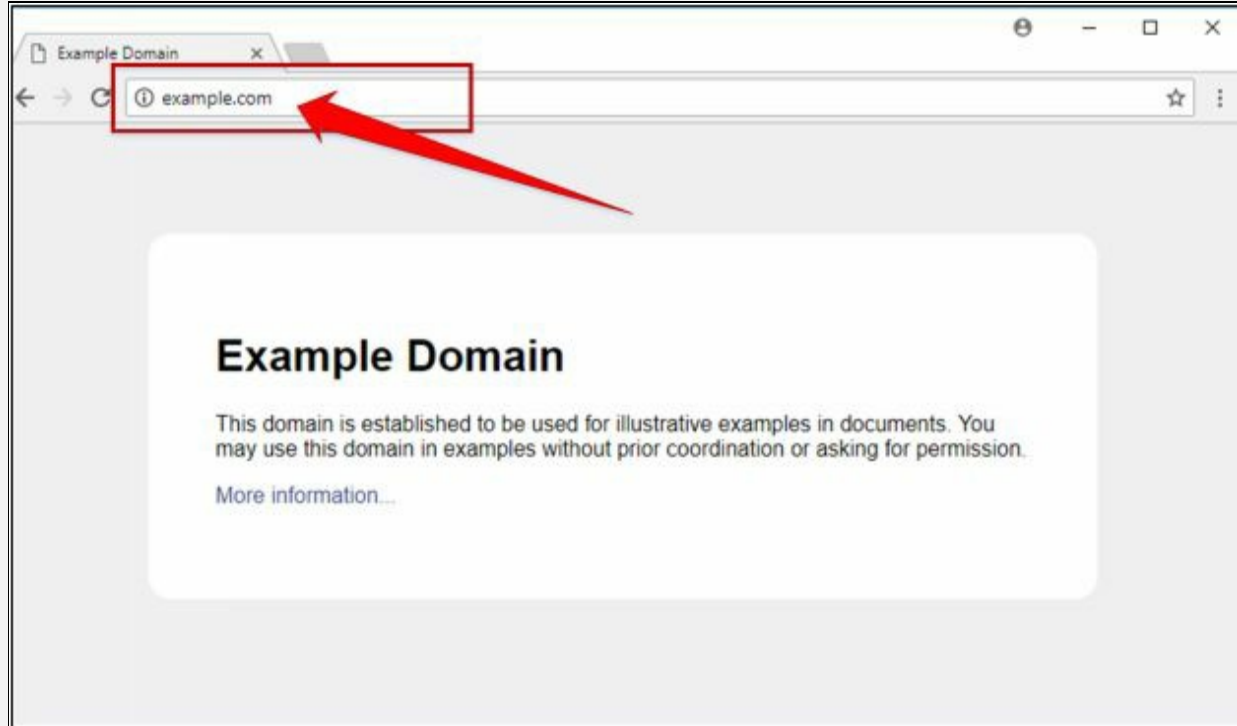 Example Domain
example.com
Example Domain
This domain is established to be used for illustrative examples in documents. You
may use this domain in examples without prior coordination or asking for permission.
More information...